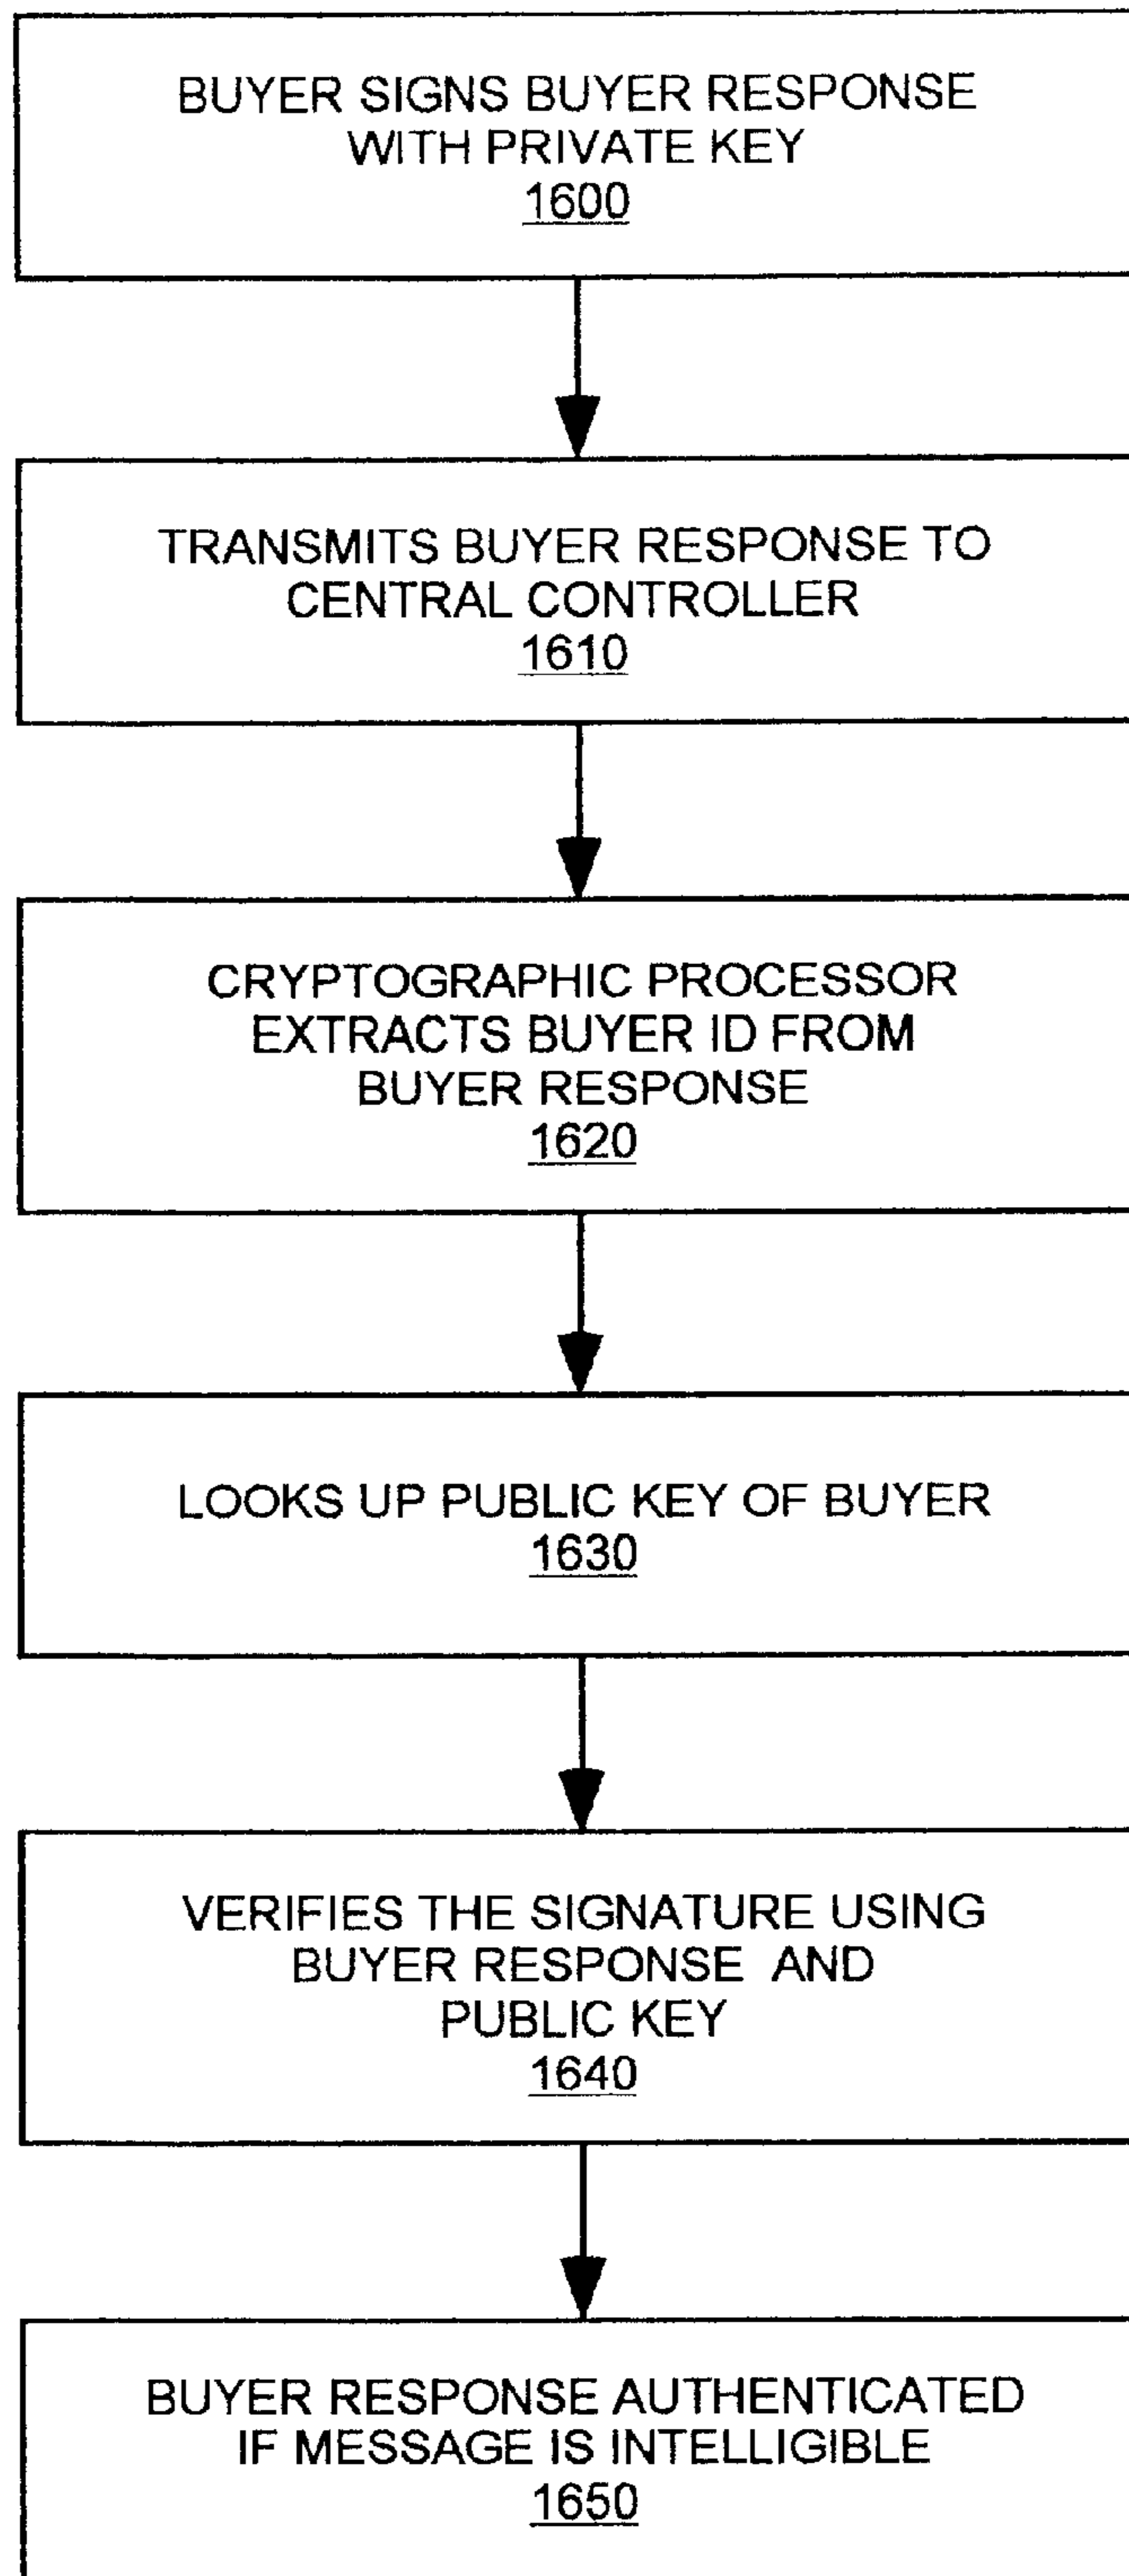 BUYER SIGNS BUYER RESPONSE
WITH PRIVATE KEY
1600
TRANSMITS BUYER RESPONSE TO
CENTRAL CONTROLLER
1610
CRYPTOGRAPHIC PROCESSOR
EXTRACTS BUYER ID FROM
BUYER RESPONSE
1620
LOOKS UP PUBLIC KEY OF BUYER
1630
VERIFIES THE SIGNATURE USING
BUYER RESPONSE AND
PUBLIC KEY
1640
BUYER RESPONSE AUTHENTICATED
IF MESSAGE IS INTELLIGIBLE
1650